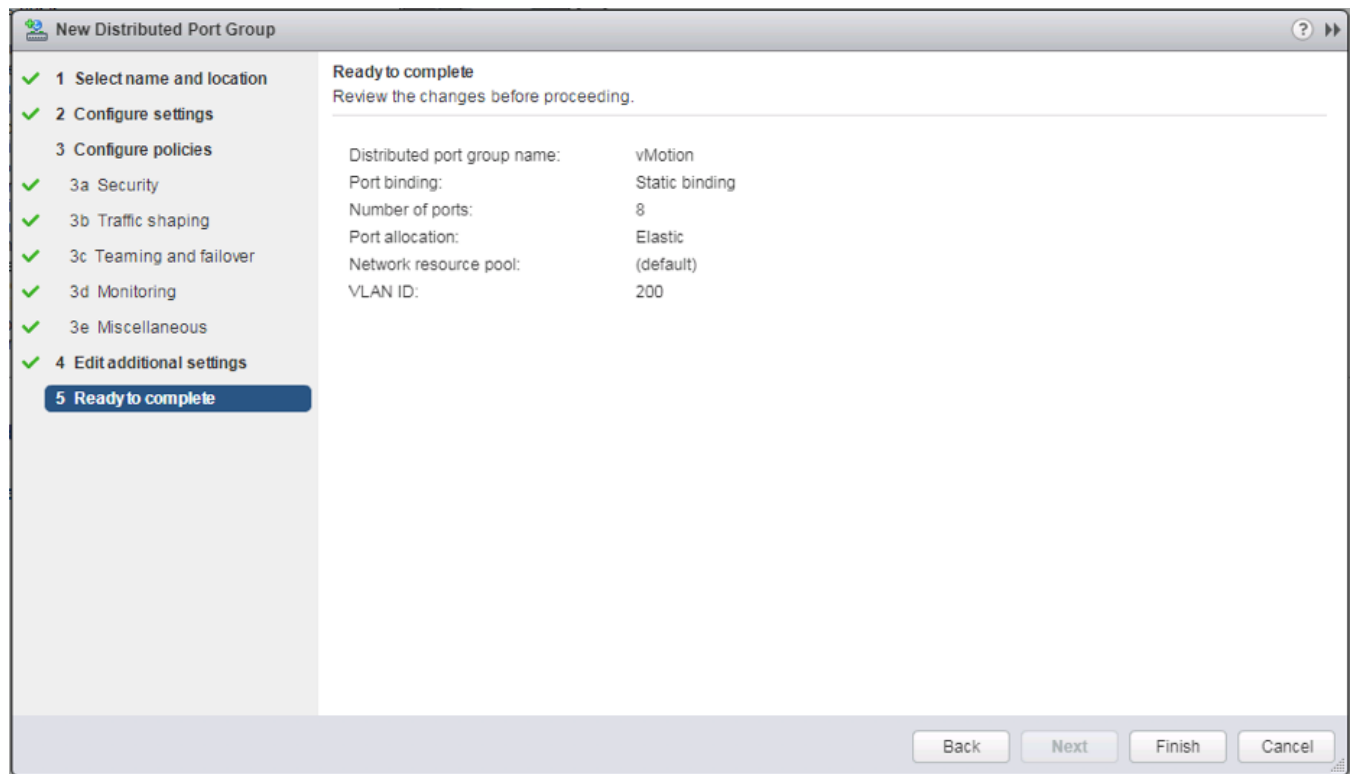 New Distributed Port Group
1 Select name and location
2 Configure settings
3 Configure policies
3a Security
3b Traffic shaping
3c Teaming and failover
3d Monitoring
3e Miscellaneous
4 Edit additional settings
5 Ready to complete
Ready to complete
Review the changes before proceeding.
Distributed port group name: vMotion
Port binding: Static binding
Number of ports: 8
Port allocation: Elastic
Network resource pool: (default)
VLAN ID: 200
Back Next Finish Cancel